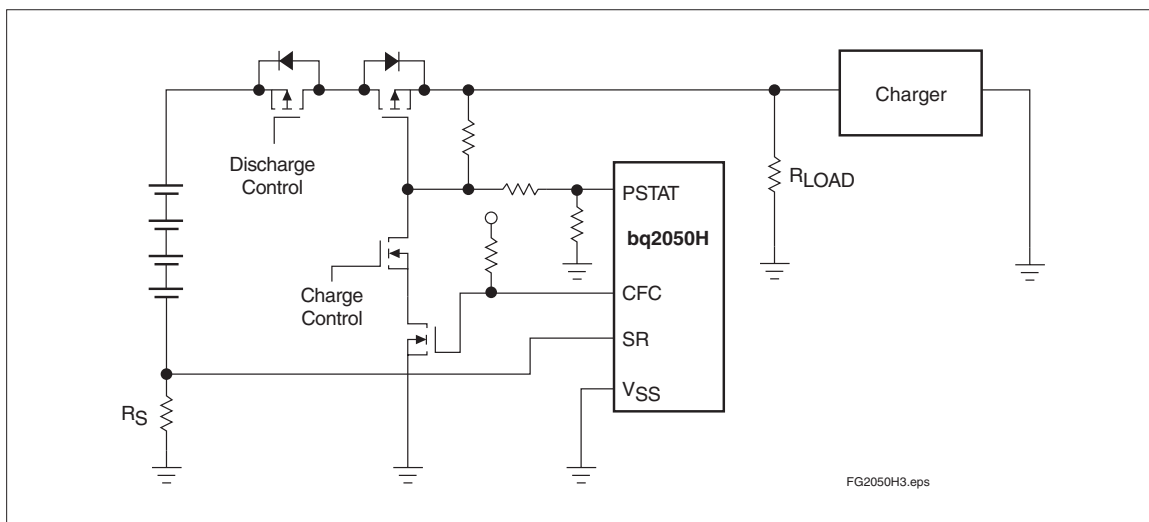 Charger
Discharge
Control
RLOAD
PSTAT
bq2050H
Charge
Control
CFC
SR
VSS
RS
FG2050H3.eps